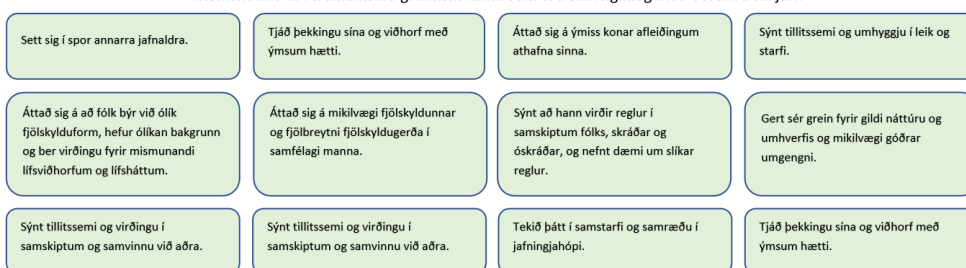 Sett sig í spor annarra jafnaldra.
Tjáð þekkingu sína og viðhorf með
ýmsum hætti.
Áttað sig á ýmiss konar afleiðingum
athafna sinna.
Sýnt tillitssemi og umhyggju í leik og
starfi.
Áttað sig á að fólk býr við ólík
fjölskylduform, hefur ólíkan bakgrunn
og ber virðingu fyrir mismunandi
lífsviðhorfum og lífsháttum.
Áttað sig á mikilvægi fjölskyldunnar
og fjölbreytni fjölskyldugerða í
samfélagi manna.
Sýnt að hann virðir reglur í
samskiptum fólks, skráðar og
óskráðar, og nefnt dæmi um slíkar
reglur.
Gert sér grein fyrir gildi náttúru og
umhverfis og mikilvægi góðrar
umgengni.
Sýnt tillitssemi og virðingu í
samskiptum og samvinnu við aðra.
Sýnt tillitssemi og virðingu í
samskiptum og samvinnu við aðra.
Tekið þátt í samstarfi og samræðu í
jafningjahópi.
Tjáð þekkingu sína og viðhorf með
ýmsum hætti.